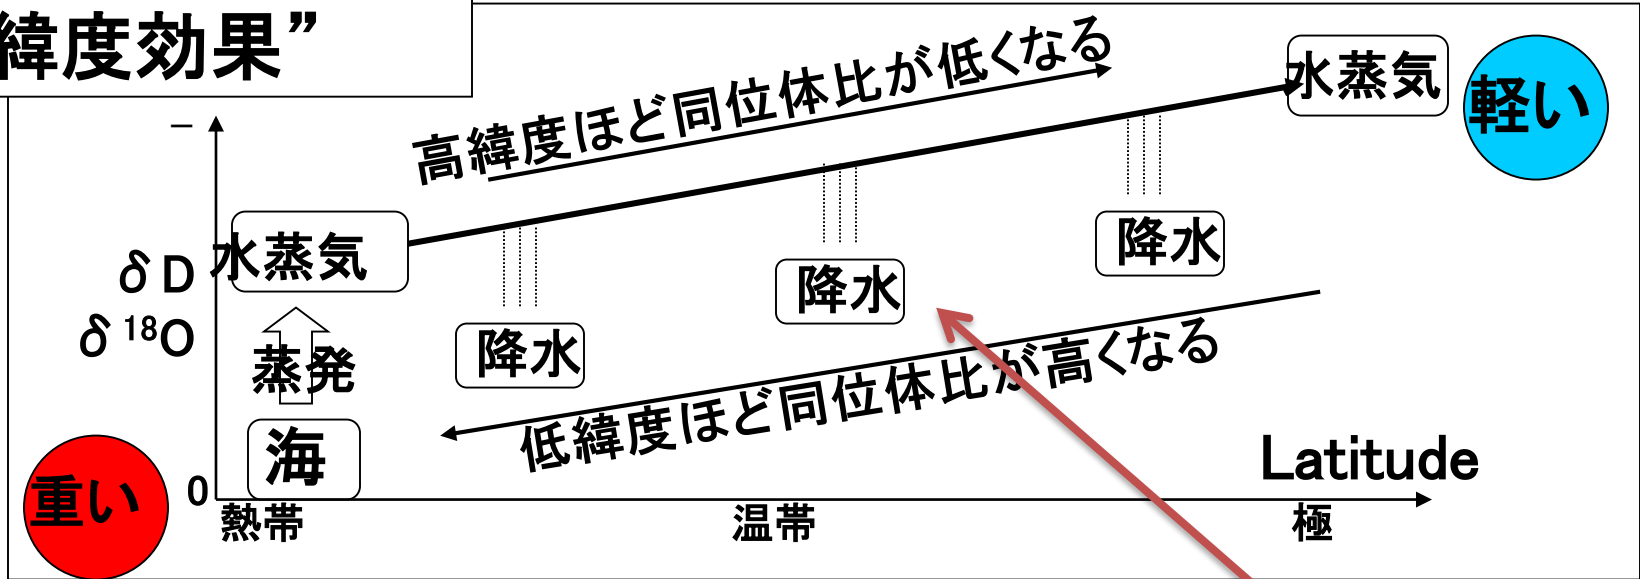 緯度効果”
高緯度ほど同位体比が低くなる
水蒸気
軽い
−
水蒸気
δD
δ¹⁸O
降水
降水
降水
蒸発
低緯度ほど同位体比が高くなる
海
重い
0
Latitude
熱帯
温帯
極